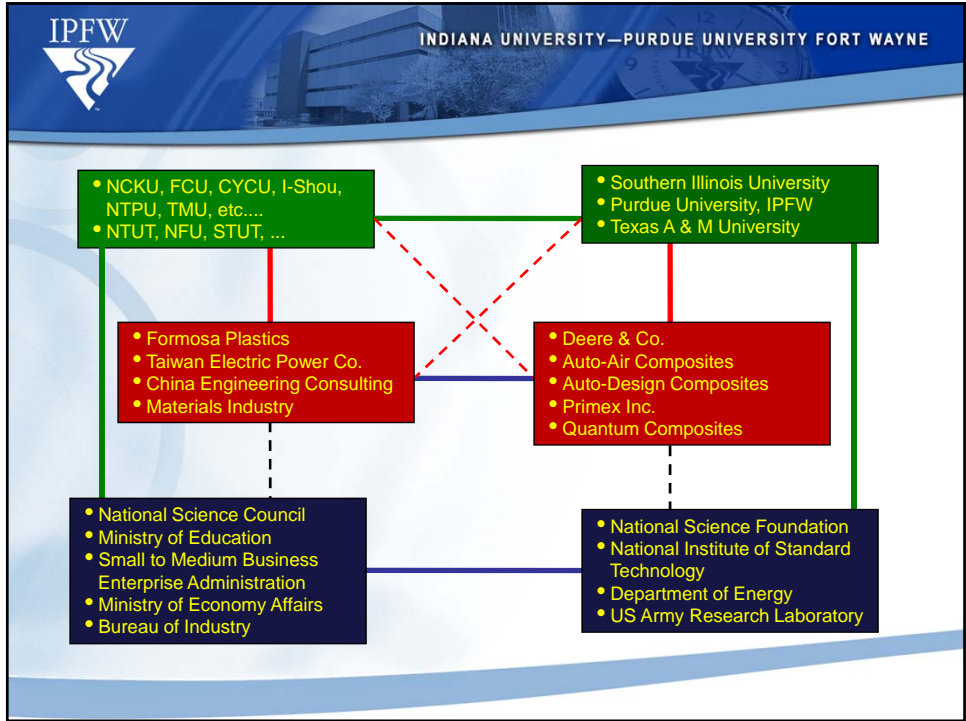 IPFW
INDIANA UNIVERSITY—PURDUE UNIVERSITY FORT WAYNE
• NCKU, FCU, CYCU, I-Shou,
NTPU, TMU, etc....
• NTUT, NFU, STUT, ...
• Southern Illinois University
• Purdue University, IPFW
• Texas A & M University
• Formosa Plastics
• Taiwan Electric Power Co.
• China Engineering Consulting
• Materials Industry
• Deere & Co.
• Auto-Air Composites
• Auto-Design Composites
• Primex Inc.
• Quantum Composites
• National Science Council
• Ministry of Education
• Small to Medium Business
Enterprise Administration
• Ministry of Economy Affairs
• Bureau of Industry
• National Science Foundation
• National Institute of Standard
Technology
• Department of Energy
• US Army Research Laboratory